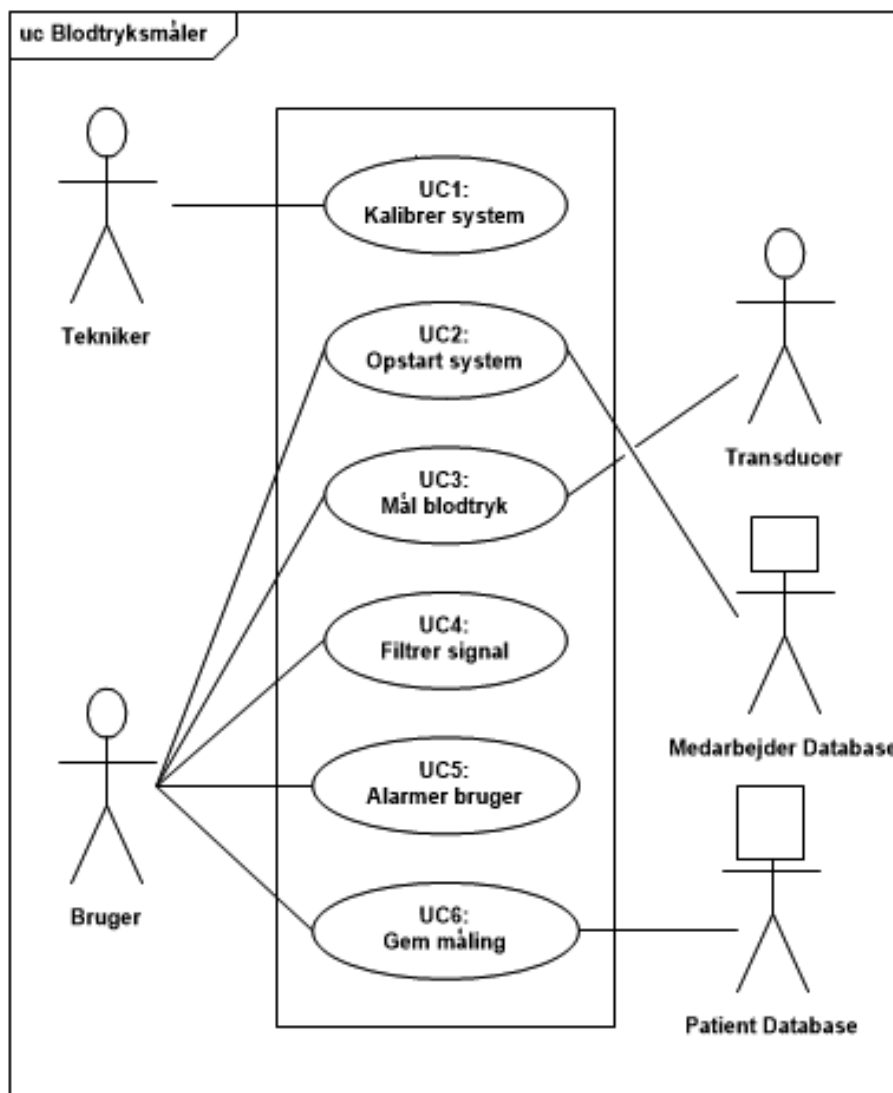 uc Blodtryksmåler
UC1:
Kalibrer system
Tekniker
UC2:
Opstart system
Transducer
UC3:
Mål blodtryk
UC4:
Filtrer signal
Medarbejder Database
UC5:
Alarmer bruger
Bruger
UC6:
Gem måling
Patient Database